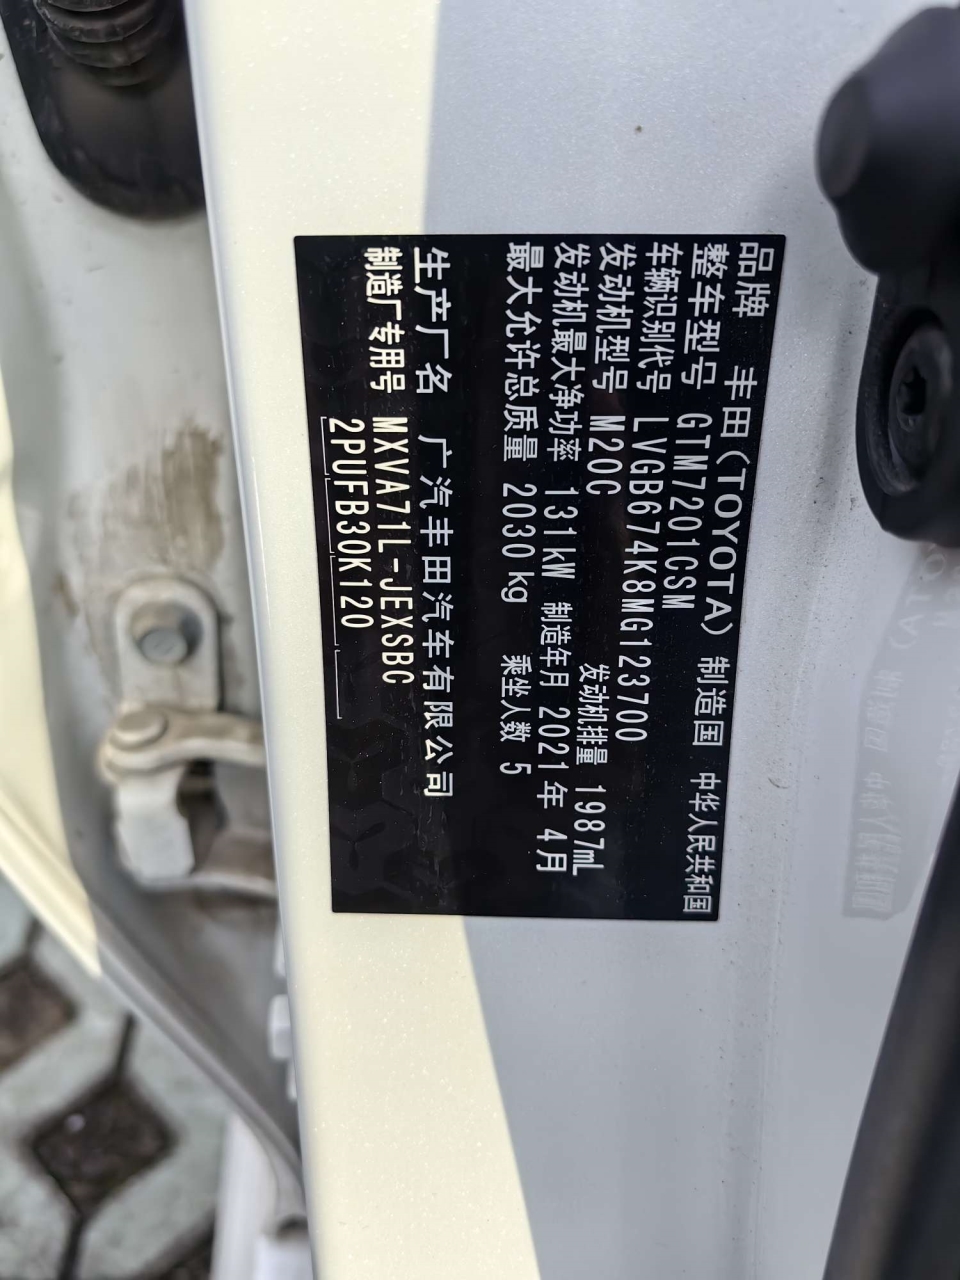 品牌 丰田(TOYOTA) 制造国 中华人民共和国
整车型号 GTM7201CSM
车辆识别代号 LVGB674K8MG123700
发动机型号 M20C 发动机排量 1987mL
发动机最大净功率 131kW 制造年月 2021年 4月
最大允许总质量 2030kg 乘坐人数 5
生产厂名 广汽丰田汽车有限公司
制造厂专用号 MXVA71L-JEXSBC
2PUFB30K120